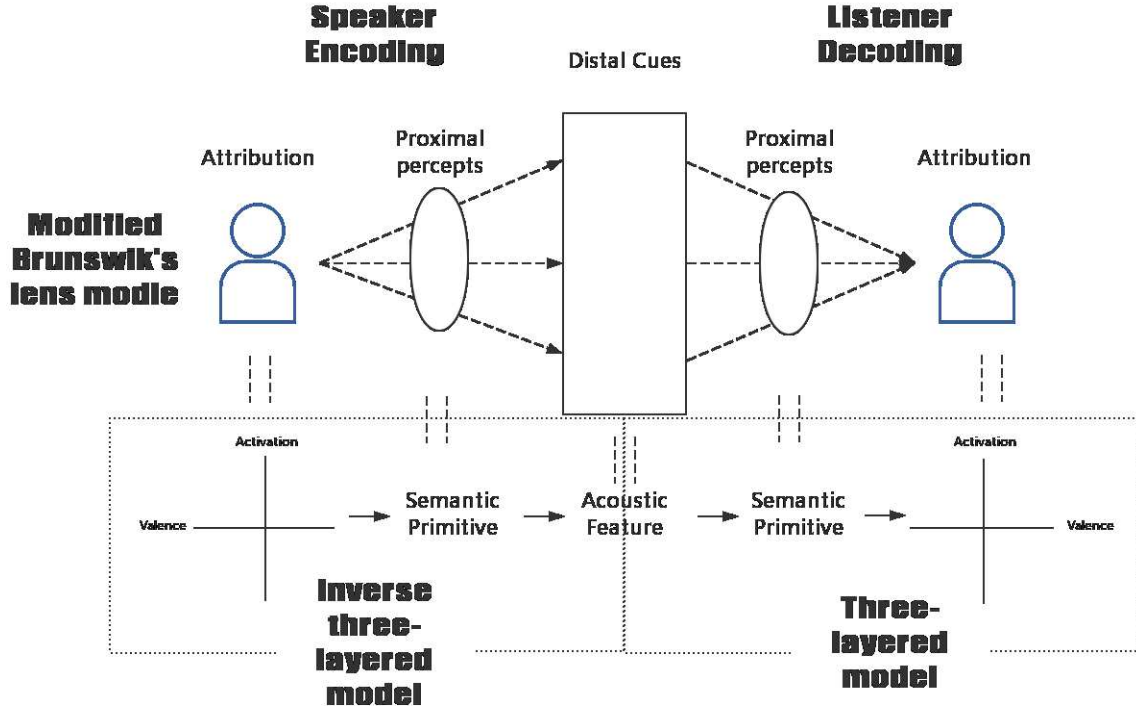 Speaker
Encoding
Distal Cues
Listener
Decoding
Attribution
Proximal
percepts
Proximal
percepts
Attribution
Modified
Brunswik's
lens modle
Activation
Valence
Semantic
Primitive
Acoustic
Feature
Semantic
Primitive
Activation
Valence
Inverse
three-
layered
model
Three-
layered
model